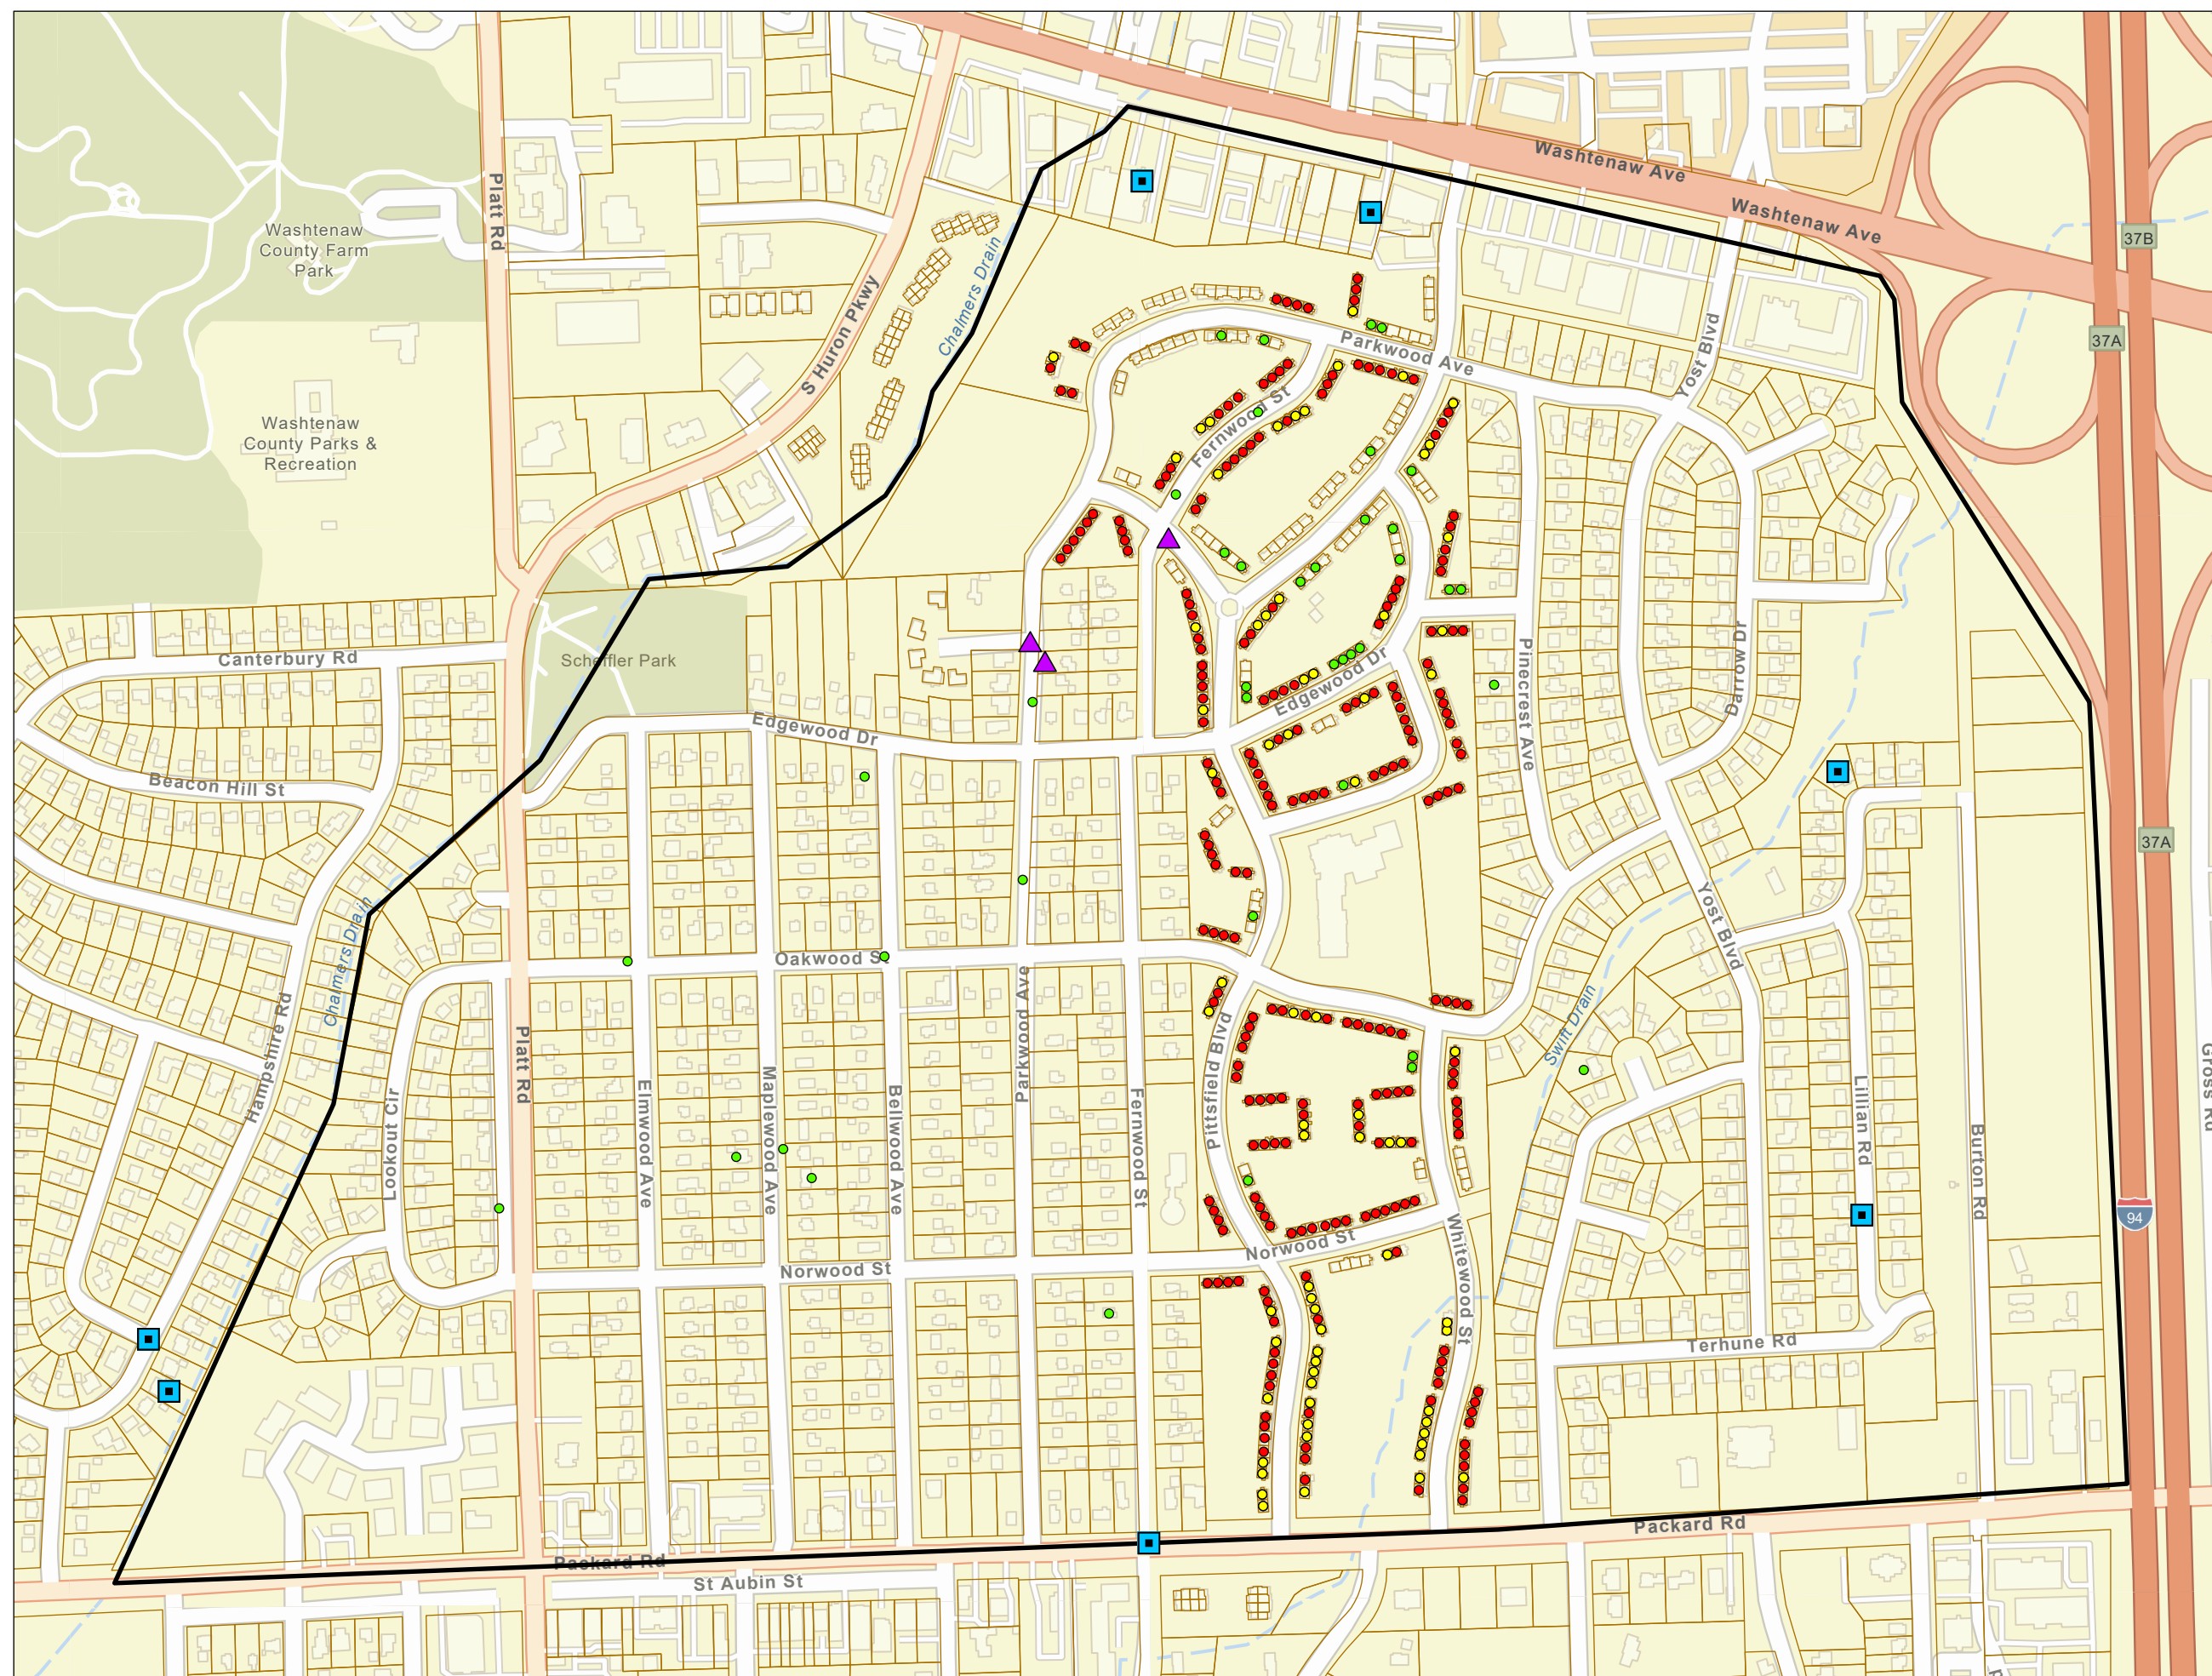 Washtenaw Ave
Washtenaw Ave
Platt Rd
Washtenaw
County Farm
Park
37B
37A
Chalmers Drain
S Huron Pkwy
Parkwood Ave
Yost Blvd
Fernwood St
Washtenaw
County Parks &
Recreation
Canterbury Rd
Scheffler Park
Edgewood Dr
Pinecrest Ave
Darrow Dr
Edgewood Dr
Beacon Hill St
37A
Yost Blvd
Chalmers Drain
Oakwood S
Hampshire Rd
Platt Rd
Parkwood Ave
Pittsfield Blvd
Swift Drain
Gross Rd
Lookout Cir
Elmwood Ave
Maplewood Ave
Bellwood Ave
Fernwood St
Lillian Rd
Burton Rd
94
Norwood St
Norwood St
Whitewood St
Terhune Rd
Packard Rd
Packard Rd
St Aubin St